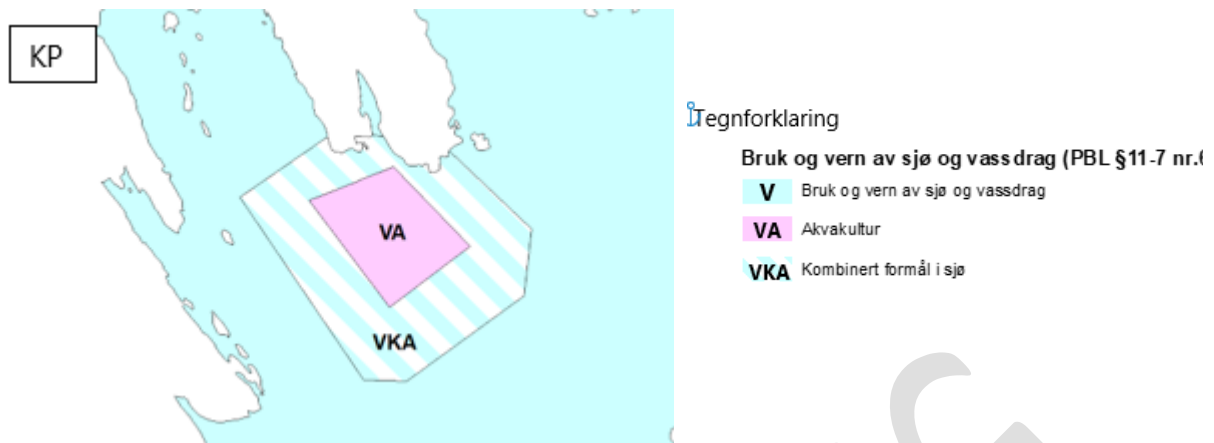 KP
VA
VKA
Tegnforklaring
Bruk og vern av sjø og vassdrag (PBL §11-7 nr.6
V Bruk og vern av sjø og vassdrag
VA Akvakultur
VKA Kombinert formål i sjø